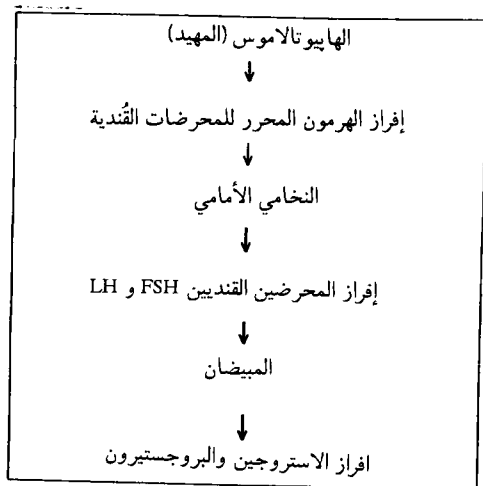 الهايبوتالاموس (المهيد)
إفراز الهرمون المحرر للمحرضات القُندية
النخامي الأمامي
إفراز المحرضين القنديين FSH و LH
المبيضان
افراز الاستروجين والبروجستيرون